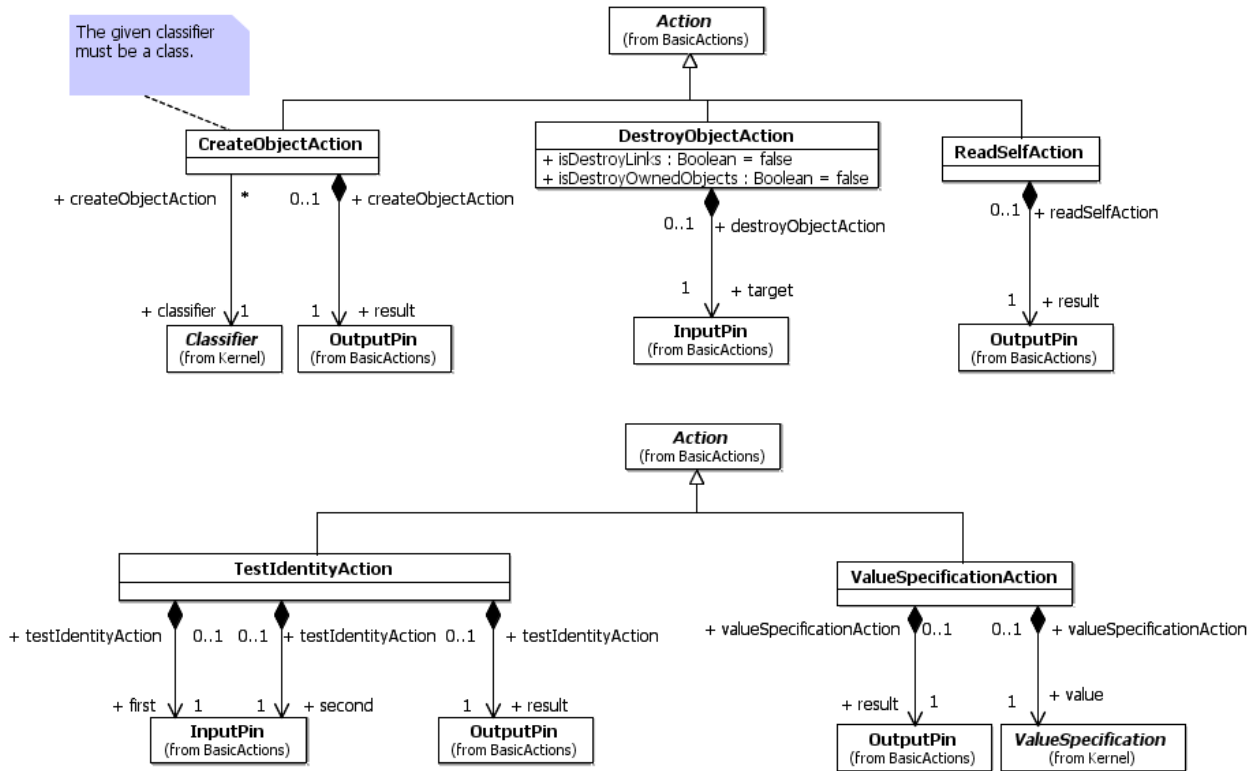 The given classifier
must be a class.
Action
(from BasicActions)
CreateObjectAction
DestroyObjectAction
+ isDestroyLinks : Boolean = false
+ isDestroyOwnedObjects : Boolean = false
ReadSelfAction
+ createObjectAction * 0..1 + createObjectAction
0..1 + destroyObjectAction
0..1 + readSelfAction
+ classifier 1 1 + result
1 + target
1 + result
Classifier
(from Kernel)
OutputPin
(from BasicActions)
InputPin
(from BasicActions)
OutputPin
(from BasicActions)
Action
(from BasicActions)
TestIdentityAction
ValueSpecificationAction
+ testIdentityAction 0..1 0..1 + testIdentityAction 0..1 + testIdentityAction
+ valueSpecificationAction 0..1 0..1 + valueSpecificationAction
+ first 1 1 + second 1 + result
+ result 1 1 + value
InputPin
(from BasicActions)
OutputPin
(from BasicActions)
OutputPin
(from BasicActions)
ValueSpecification
(from Kernel)